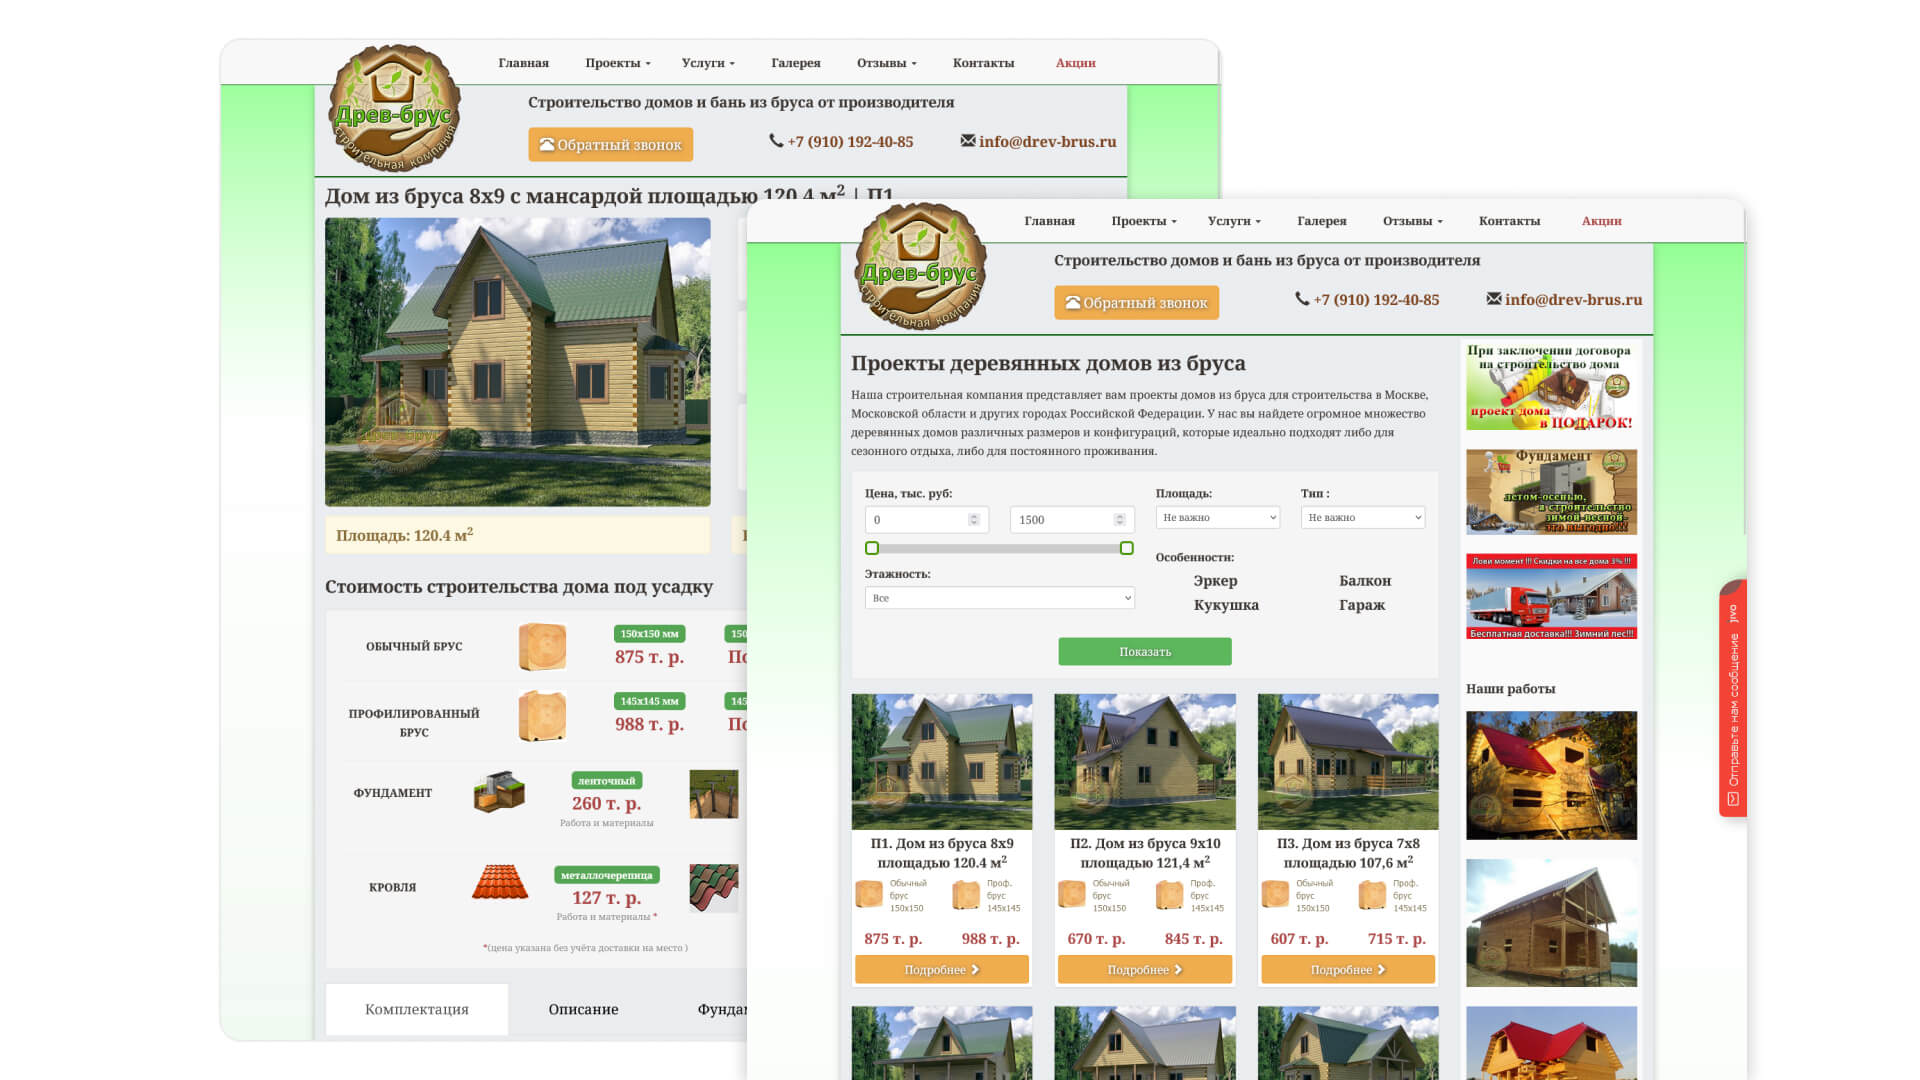 Главная Проекты Услуги Галерея Отзывы Контакты Акции
Древ-брус
строительная компания
Строительство домов и бань из бруса от производителя
Обратный звонок +7 (910) 192-40-85 info@drev-brus.ru
Дом из бруса 8x9 с мансардой площадью 120.4 м² | П1
Древ-брус
Площадь: 120.4 м²
Стоимость строительства дома под усадку
ОБЫЧНЫЙ БРУС 150x150 мм 150
875 т. р. По
ПРОФИЛИРОВАННЫЙ БРУС 145x145 мм 145
988 т. р. По
ФУНДАМЕНТ ленточный
260 т. р.
Работа и материалы
КРОВЛЯ металлочерепица
127 т. р.
Работа и материалы *
*(цена указана без учёта доставки на место )
Комплектация Описание Фундам
Главная Проекты Услуги Галерея Отзывы Контакты Акции
Древ-брус
строительная компания
Строительство домов и бань из бруса от производителя
Обратный звонок +7 (910) 192-40-85 info@drev-brus.ru
Проекты деревянных домов из бруса
Наша строительная компания представляет вам проекты домов из бруса для строительства в Москве,
Московской области и других городах Российской Федерации. У нас вы найдете огромное множество
деревянных домов различных размеров и конфигураций, которые идеально подходят либо для
сезонного отдыха, либо для постоянного проживания.
Цена, тыс. руб: Площадь: Тип :
0 1500 Не важно Не важно
Особенности:
Этажность: Эркер Балкон
Все Кукушка Гараж
Показать
П1. Дом из бруса 8x9
площадью 120.4 м²
Обычный брус 150x150 Проф. брус 145x145
875 т. р. 988 т. р.
Подробнее
П2. Дом из бруса 9x10
площадью 121,4 м²
Обычный брус 150x150 Проф. брус 145x145
670 т. р. 845 т. р.
Подробнее
П3. Дом из бруса 7x8
площадью 107,6 м²
Обычный брус 150x150 Проф. брус 145x145
607 т. р. 715 т. р.
Подробнее
При заключении договора
на строительство дома
проект дома
в ПОДАРОК!
Фундамент
летом-осенью,
а строительство
зимой-весной-
это выгодно!!!
Лови момент !!! Скидки на все дома 3% !!!
Бесплатная доставка!!! Зимний лес!!!
Наши работы
Отправьте нам сообщение jivo